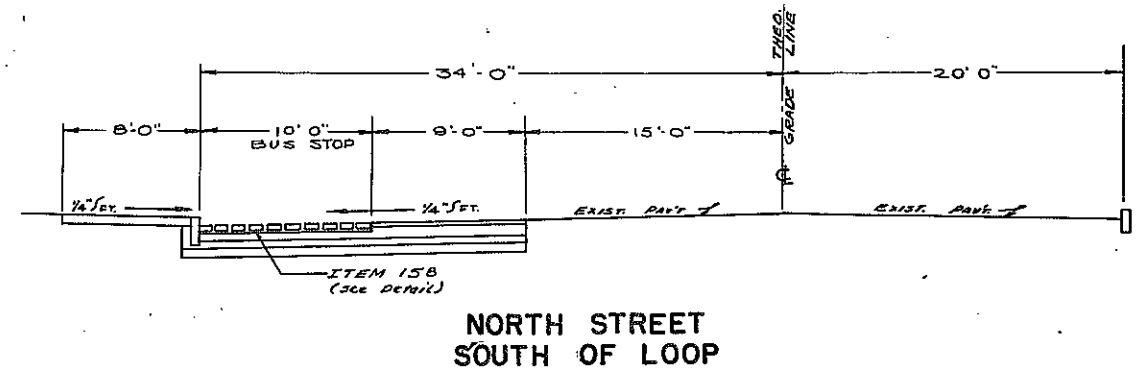 THEO.
LINE
GRADE
34'-0"
20' 0"
8'-0"
10' 0"
BUS STOP
9'-0"
15'-0"
1/4"/FT.
1/4"/FT.
EXIST. PAV'T
EXIST. PAV'T.
ITEM 158
(see Detail)
NORTH STREET
SOUTH OF LOOP